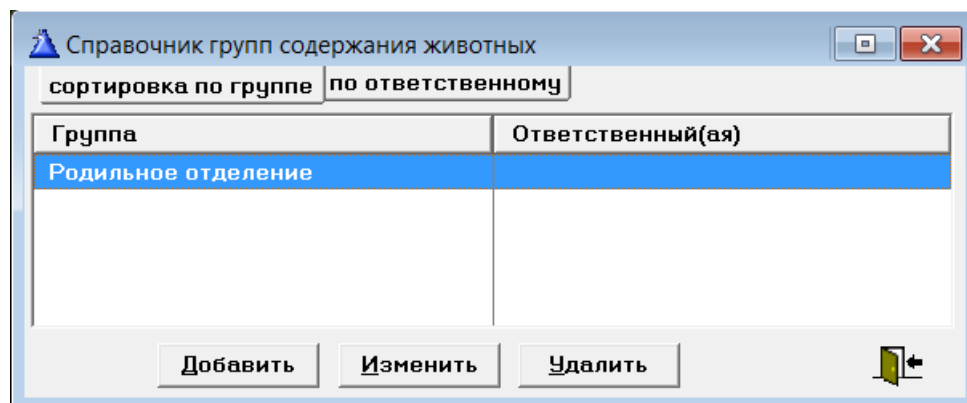 Справочник групп содержания животных
сортировка по группе по ответственному
Группа Ответственный(ая)
Родильное отделение
Добавить Изменить Удалить